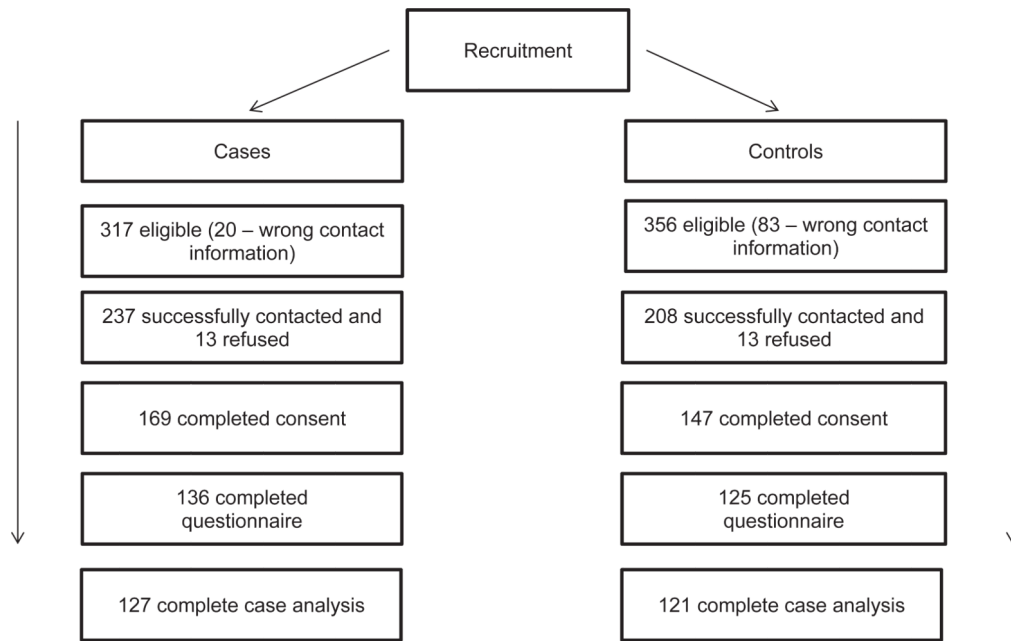 Recruitment
Cases
Controls
317 eligible (20 – wrong contact
information)
356 eligible (83 – wrong contact
information)
237 successfully contacted and
13 refused
208 successfully contacted and
13 refused
169 completed consent
147 completed consent
136 completed
questionnaire
125 completed
questionnaire
127 complete case analysis
121 complete case analysis